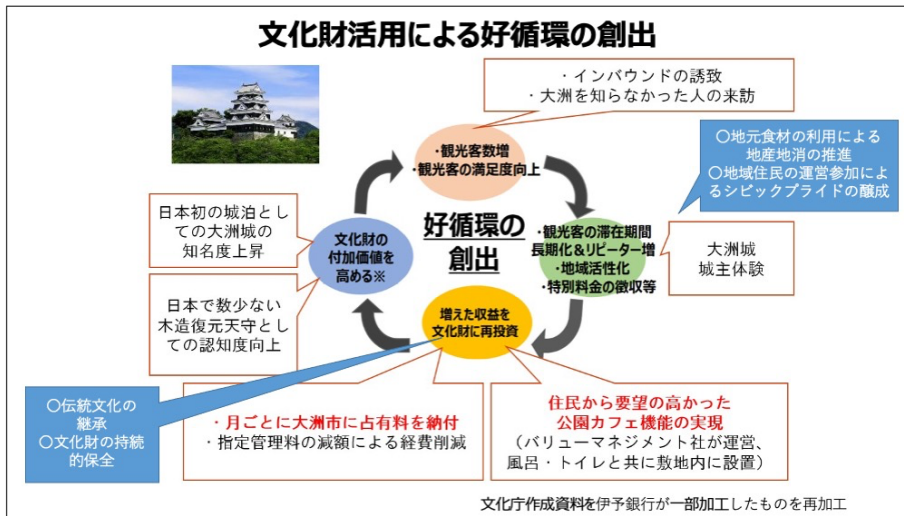 文化財活用による好循環の創出
・インバウンドの誘致
・大洲を知らなかった人の来訪
○地元食材の利用による
地産地消の推進
○地域住民の運営参加によ
るシビックプライドの醸成
・観光客数増
・観光客の満足度向上
日本初の城泊とし
ての大洲城の
知名度上昇
文化財の
付加価値を
高める※
好循環の
創出
・観光客の滞在期間
長期化&リピーター増
・地域活性化
・特別料金の徴収等
大洲城
城主体験
日本で数少ない
木造復元天守とし
ての認知度向上
増えた収益を
文化財に再投資
○伝統文化の
継承
○文化財の持続
的保全
・月ごとに大洲市に占有料を納付
・指定管理料の減額による経費削減
住民から要望の高かった
公園カフェ機能の実現
(バリューマネジメント社が運営、
風呂・トイレと共に敷地内に設置)
文化庁作成資料を伊予銀行が一部加工したものを再加工